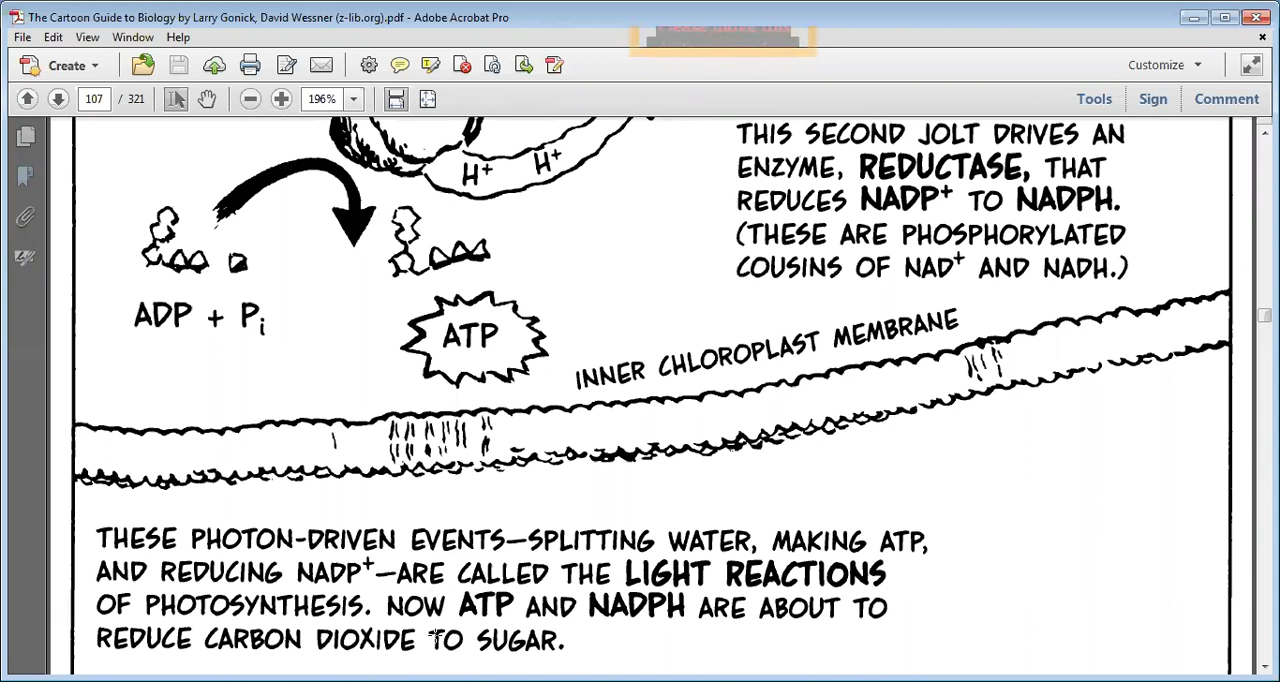 The Cartoon Guide to Biology by Larry Gonick, David Wessner (z-lib.org).pdf - Adobe Acrobat Pro
File Edit View Window Help
Create
Customize
107 / 321
196%
Tools Sign Comment
THIS SECOND JOLT DRIVES AN
ENZYME, REDUCTASE, THAT
REDUCES NADP+ TO NADPH.
(THESE ARE PHOSPHORYLATED
COUSINS OF NAD+ AND NADH.)
H+ H+
ADP + Pi
ATP
INNER CHLOROPLAST MEMBRANE
THESE PHOTON-DRIVEN EVENTS—SPLITTING WATER, MAKING ATP,
AND REDUCING NADP+—ARE CALLED THE LIGHT REACTIONS
OF PHOTOSYNTHESIS. NOW ATP AND NADPH ARE ABOUT TO
REDUCE CARBON DIOXIDE TO SUGAR.